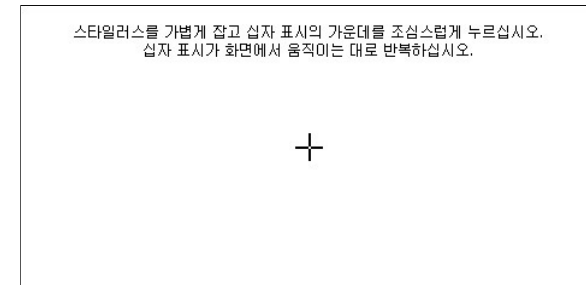 스타일러스를 가볍게 잡고 십자 표시의 가운데를 조심스럽게 누르십시오.
십자 표시가 화면에서 움직이는 대로 반복하십시오.